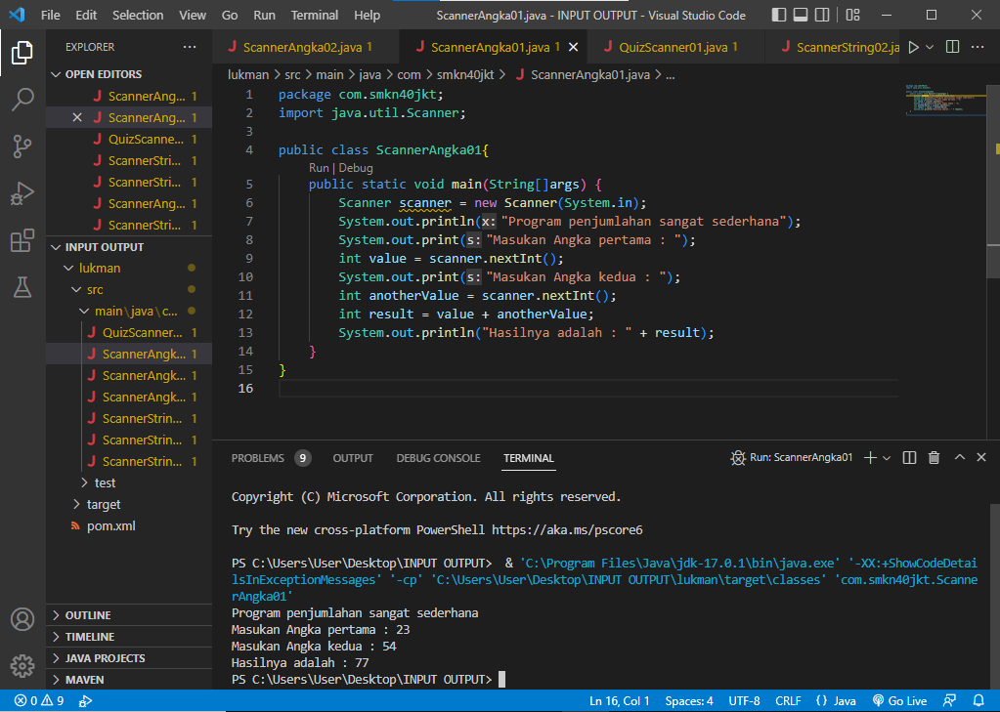 File Edit Selection View Go Run Terminal Help ScannerAngka01.java - INPUT OUTPUT - Visual Studio Code
EXPLORER ···
OPEN EDITORS
ScannerAng... 1
ScannerAng... 1
QuizScanne... 1
ScannerStri... 1
ScannerStri... 1
ScannerAng... 1
ScannerStri... 1
INPUT OUTPUT
lukman
src
main\java\c...
QuizScanner... 1
ScannerAngk... 1
ScannerAngk... 1
ScannerAngk... 1
ScannerStrin... 1
ScannerStrin... 1
ScannerStrin... 1
test
target
pom.xml
OUTLINE
TIMELINE
JAVA PROJECTS
MAVEN
ScannerAngka02.java 1 ScannerAngka01.java 1 QuizScanner01.java 1 ScannerString02.ja
lukman > src > main > java > com > smkn40jkt > ScannerAngka01.java > ...
1 package com.smkn40jkt;
2 import java.util.Scanner;
3
4 public class ScannerAngka01{
Run | Debug
5 public static void main(String[]args) {
6 Scanner scanner = new Scanner(System.in);
7 System.out.println(x: "Program penjumlahan sangat sederhana");
8 System.out.print(s: "Masukan Angka pertama : ");
9 int value = scanner.nextInt();
10 System.out.print(s: "Masukan Angka kedua : ");
11 int anotherValue = scanner.nextInt();
12 int result = value + anotherValue;
13 System.out.println("Hasilnya adalah : " + result);
14 }
15 }
16
PROBLEMS 9 OUTPUT DEBUG CONSOLE TERMINAL Run: ScannerAngka01
Copyright (C) Microsoft Corporation. All rights reserved.
Try the new cross-platform PowerShell https://aka.ms/pscore6
PS C:\Users\User\Desktop\INPUT OUTPUT> & 'C:\Program Files\Java\jdk-17.0.1\bin\java.exe' '-XX:+ShowCodeDetai
lsInExceptionMessages' '-cp' 'C:\Users\User\Desktop\INPUT OUTPUT\lukman\target\classes' 'com.smkn40jkt.Scanne
rAngka01'
Program penjumlahan sangat sederhana
Masukan Angka pertama : 23
Masukan Angka kedua : 54
Hasilnya adalah : 77
PS C:\Users\User\Desktop\INPUT OUTPUT>
0 9 Ln 16, Col 1 Spaces: 4 UTF-8 CRLF {} Java Go Live